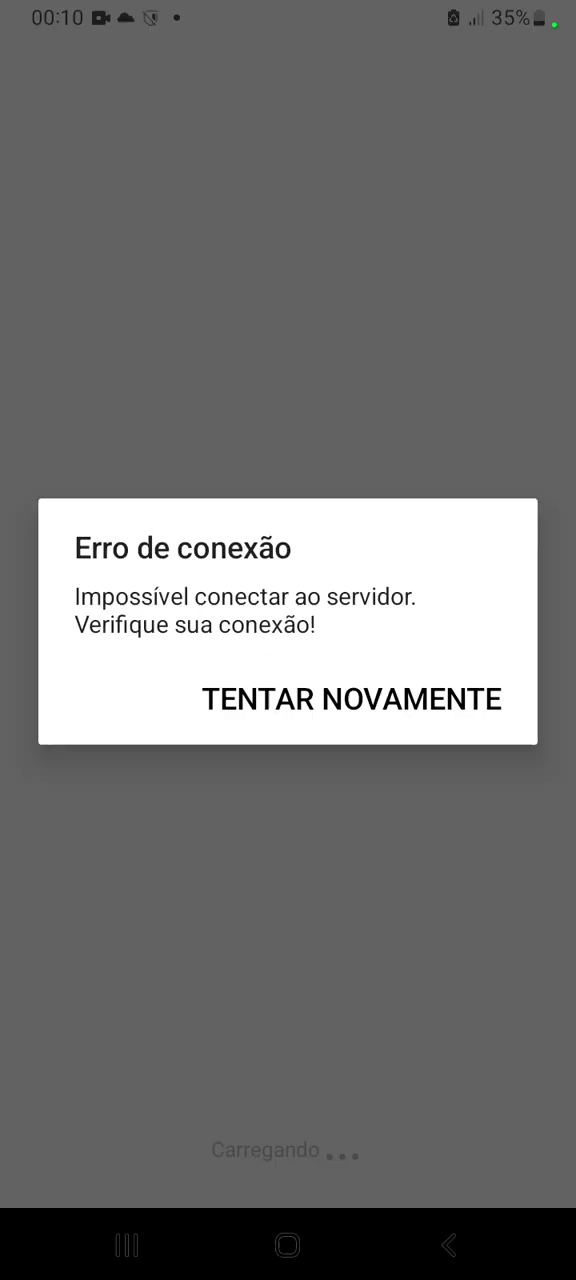 00:10
35%
Erro de conexão
Impossível conectar ao servidor.
Verifique sua conexão!
TENTAR NOVAMENTE
Carregando ...